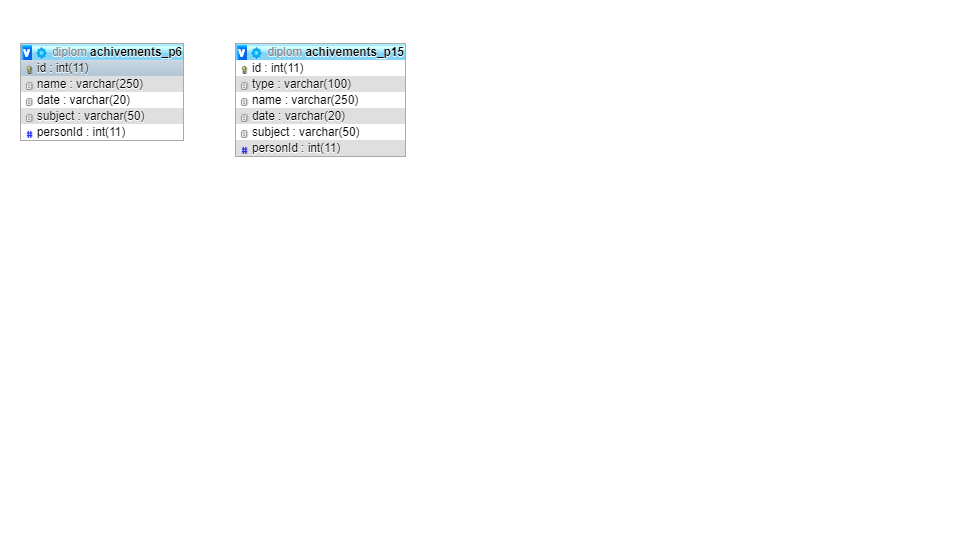 diplom achivements_p6
id : int(11)
name : varchar(250)
date : varchar(20)
subject : varchar(50)
personId : int(11)
diplom achivements_p15
id : int(11)
type : varchar(100)
name : varchar(250)
date : varchar(20)
subject : varchar(50)
personId : int(11)